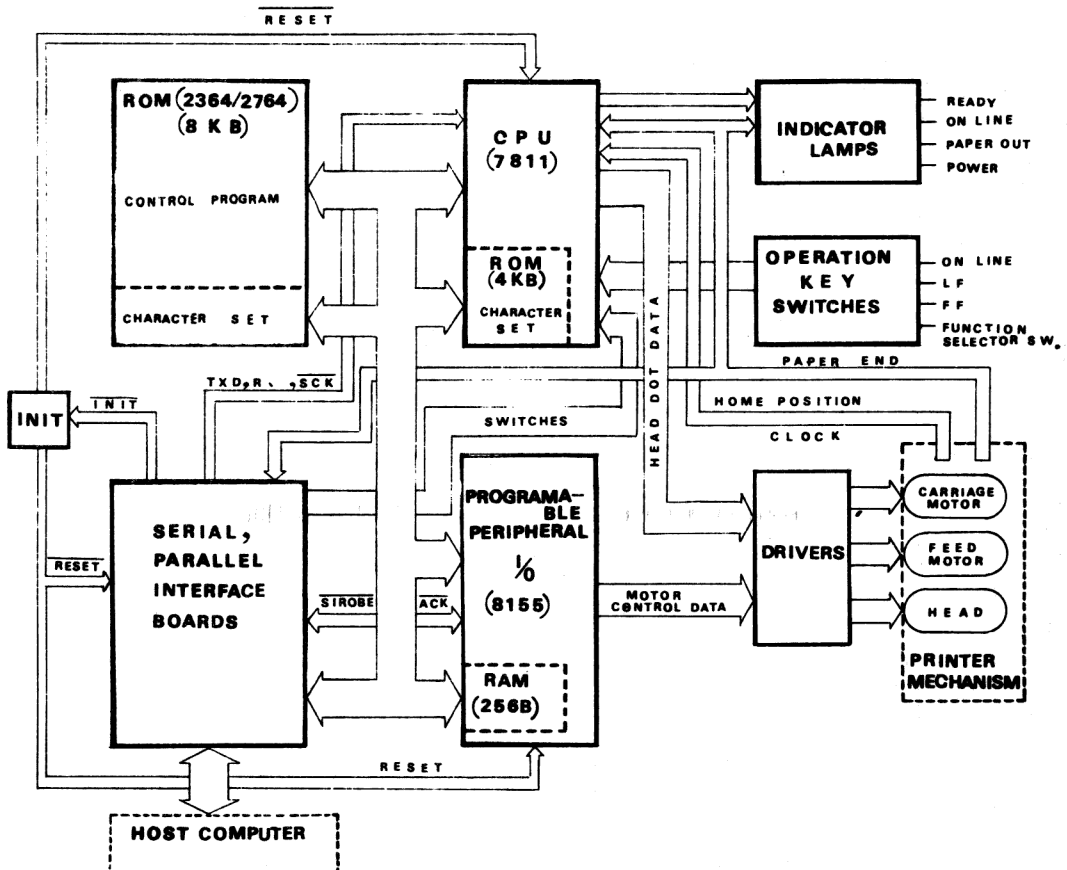 RESET
ROM (2364/2764)
(8 KB)
CONTROL PROGRAM
CHARACTER SET
CPU
(7811)
ROM
(4KB)
CHARACTER
SET
INDICATOR
LAMPS
READY
ON LINE
PAPER OUT
POWER
OPERATION
KEY
SWITCHES
ON LINE
LF
FF
FUNCTION
SELECTOR SW.
PAPER END
HOME POSITION
CLOCK
HEAD DOT DATA
TXD,R. ,SCK
SWITCHES
INIT
INIT
RESET
SERIAL,
PARALLEL
INTERFACE
BOARDS
SIROBE
ACK
PROGRAMA-
BLE
PERIPHERAL
I/O
(8155)
RAM
(256B)
MOTOR
CONTROL DATA
DRIVERS
CARRIAGE
MOTOR
FEED
MOTOR
HEAD
PRINTER
MECHANISM
RESET
HOST COMPUTER